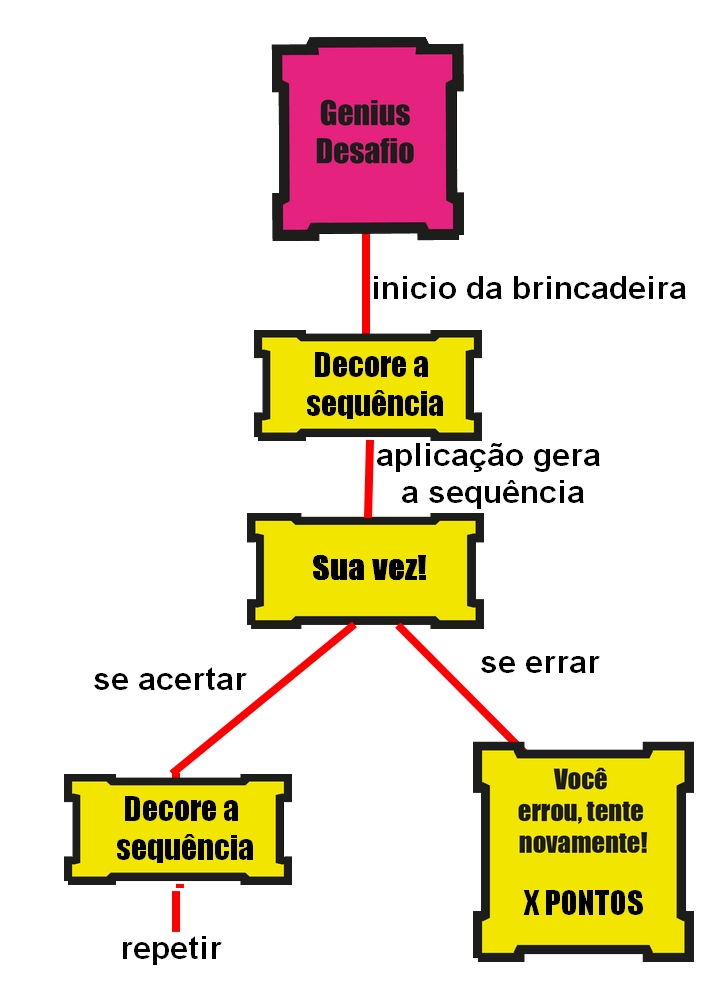 Genius
Desafio
inicio da brincadeira
Decore a
sequência
aplicação gera
a sequência
Sua vez!
se acertar
se errar
Decore a
sequência
Você
errou, tente
novamente!
X PONTOS
repetir